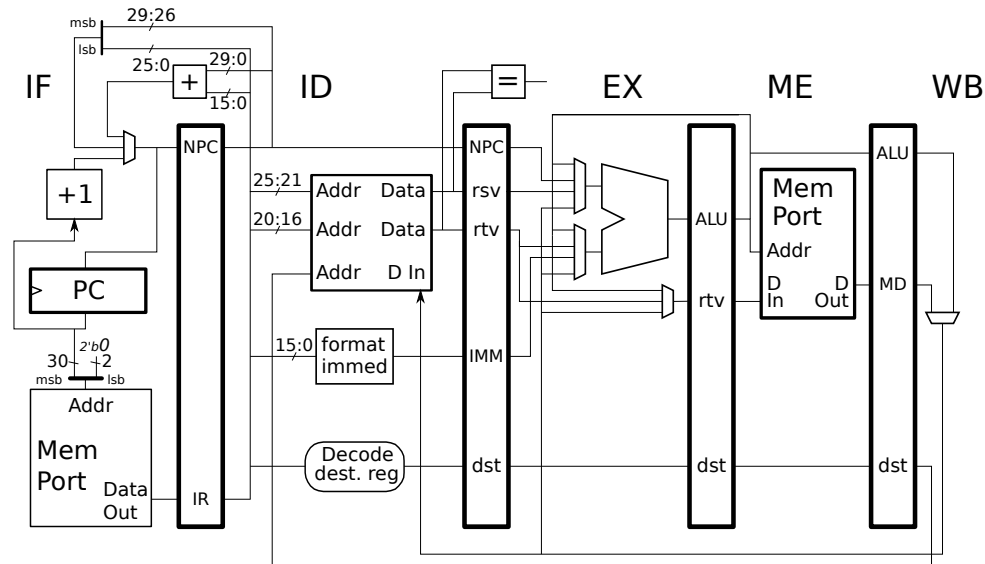 29:26
msb
lsb
25:0
+
29:0
15:0
=
IF
ID
EX
ME
WB
NPC
NPC
ALU
+1
25:21
Addr
Data
rsv
Mem
Port
20:16
Addr
Data
rtv
ALU
Addr
Addr
D In
PC
rtv
D
In
D
Out
MD
2'b0
30
2
msb
lsb
15:0
format
immed
IMM
Addr
Mem
Port
Data
Out
IR
Decode
dest. reg
dst
dst
dst